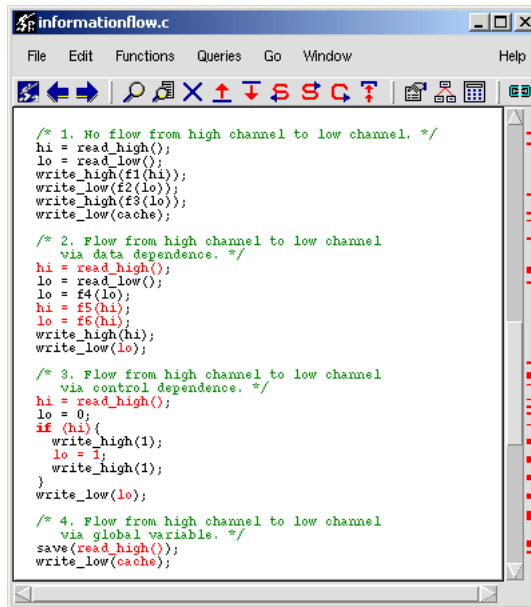 informationflow.c
File Edit Functions Queries Go Window Help
/* 1. No flow from high channel to low channel. */
hi = read_high();
lo = read_low();
write_high(f1(hi));
write_low(f2(lo));
write_high(f3(lo));
write_low(cache);
/* 2. Flow from high channel to low channel
via data dependence. */
hi = read_high();
lo = read_low();
lo = f4(lo);
hi = f5(hi);
lo = f6(hi);
write_high(hi);
write_low(lo);
/* 3. Flow from high channel to low channel
via control dependence. */
hi = read_high();
lo = 0;
if (hi){
write_high(1);
lo = 1;
write_high(1);
}
write_low(lo);
/* 4. Flow from high channel to low channel
via global variable. */
save(read_high());
write_low(cache);